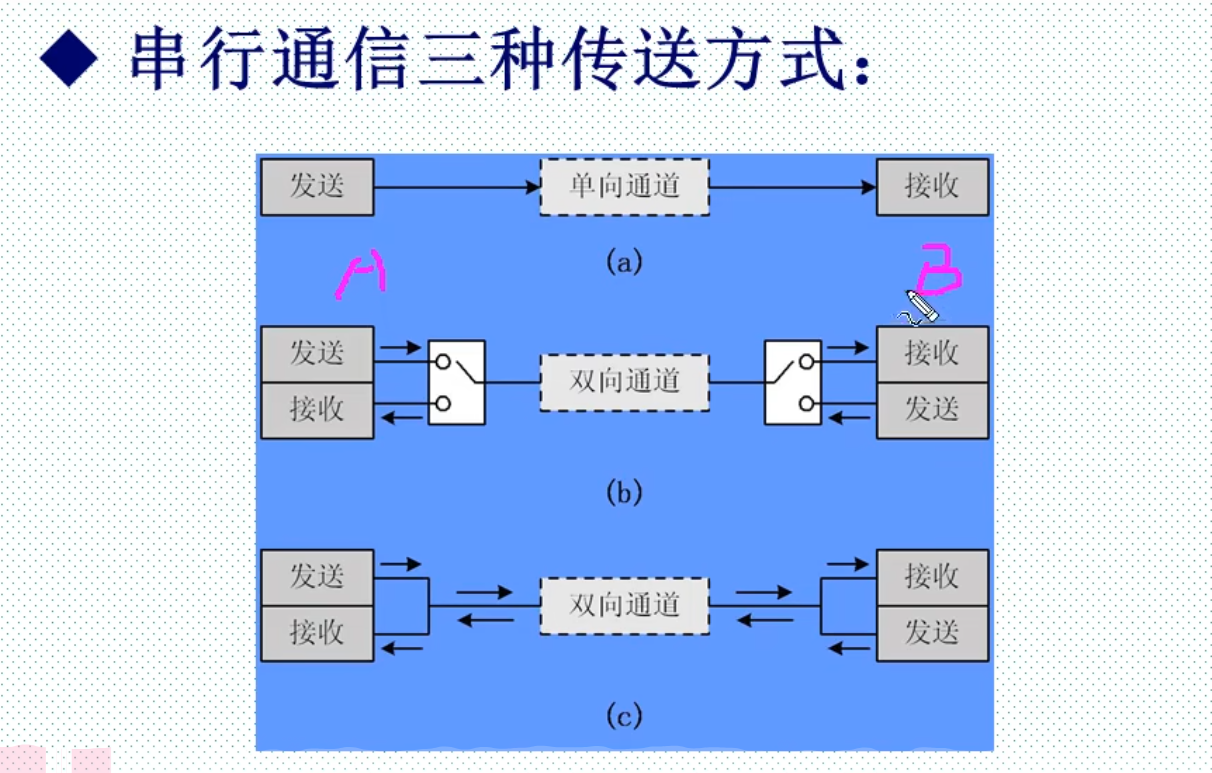 串行通信三种传送方式：
发送 单向通道 接收
(a)
A B
发送 接收
双向通道
接收 发送
(b)
发送 接收
双向通道
接收 发送
(c)